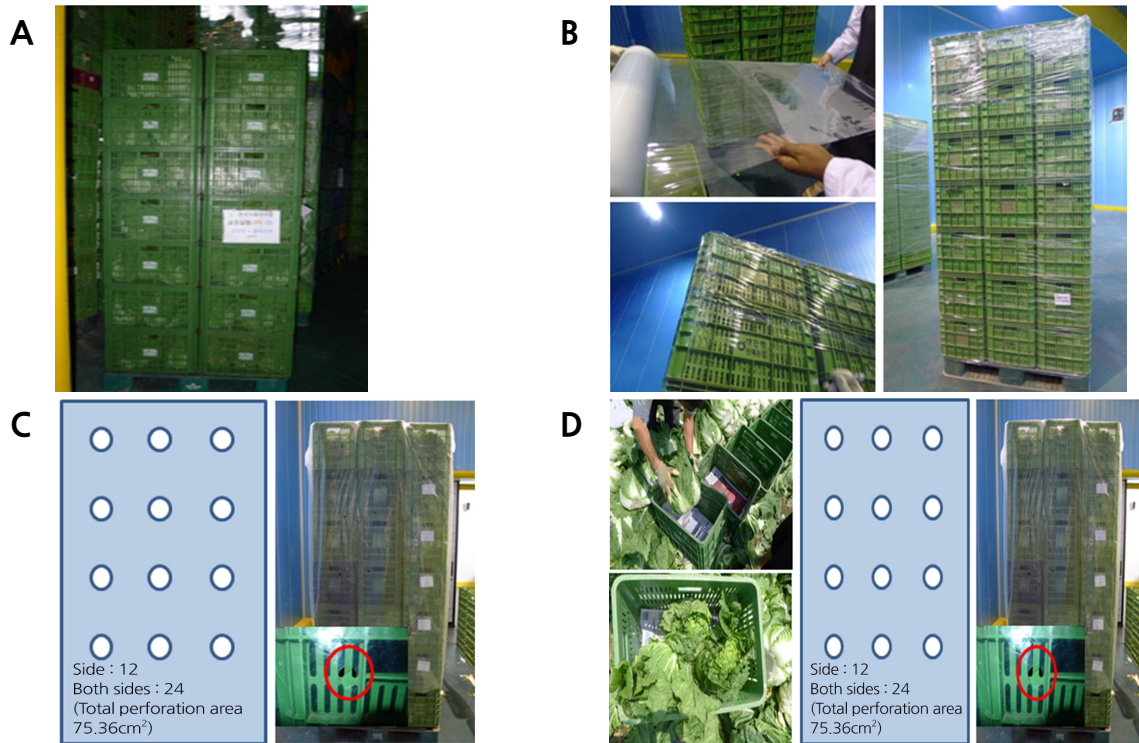 A
B
C
Side : 12
Both sides : 24
(Total perforation area
75.36cm²)
D
Side : 12
Both sides : 24
(Total perforation area
75.36cm²)